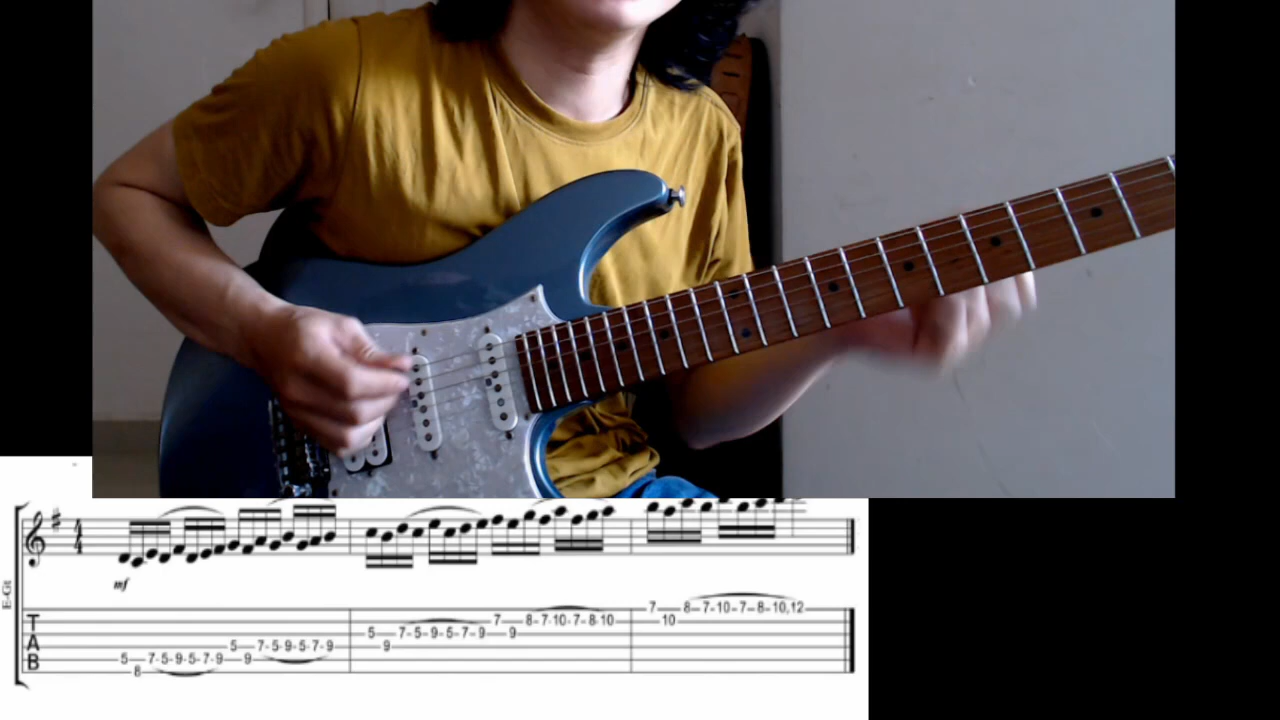 4
4
mf
E-Gt
7 8-7-10-7-8-10,12
T 7 8-7-10-7-8-10 10
5 7-5-9-5-7-9 9
A 5 7-5-9-5-7-9 9
B 5 7-5-9-5-7-9 9
8